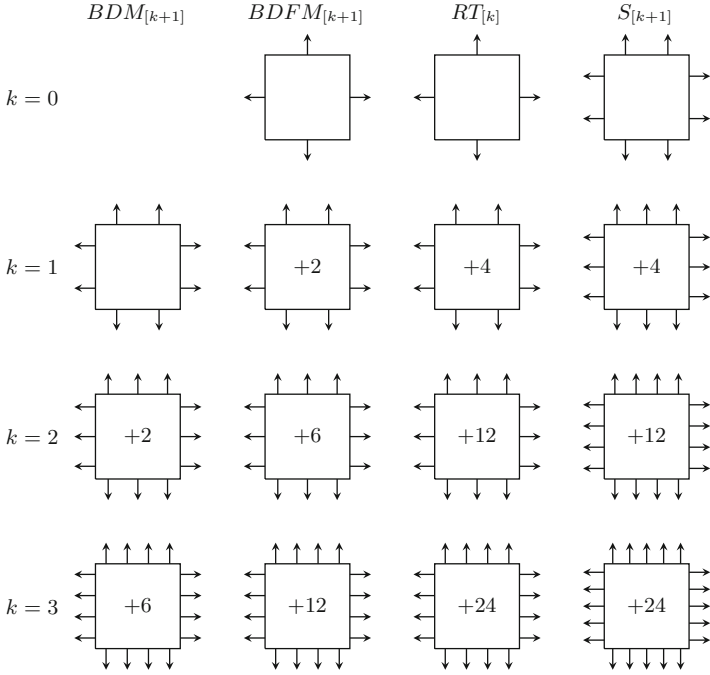 BDM[k+1] BDFM[k+1] RT[k] S[k+1]
k = 0
k = 1 +2 +4 +4
k = 2 +2 +6 +12 +12
k = 3 +6 +12 +24 +24